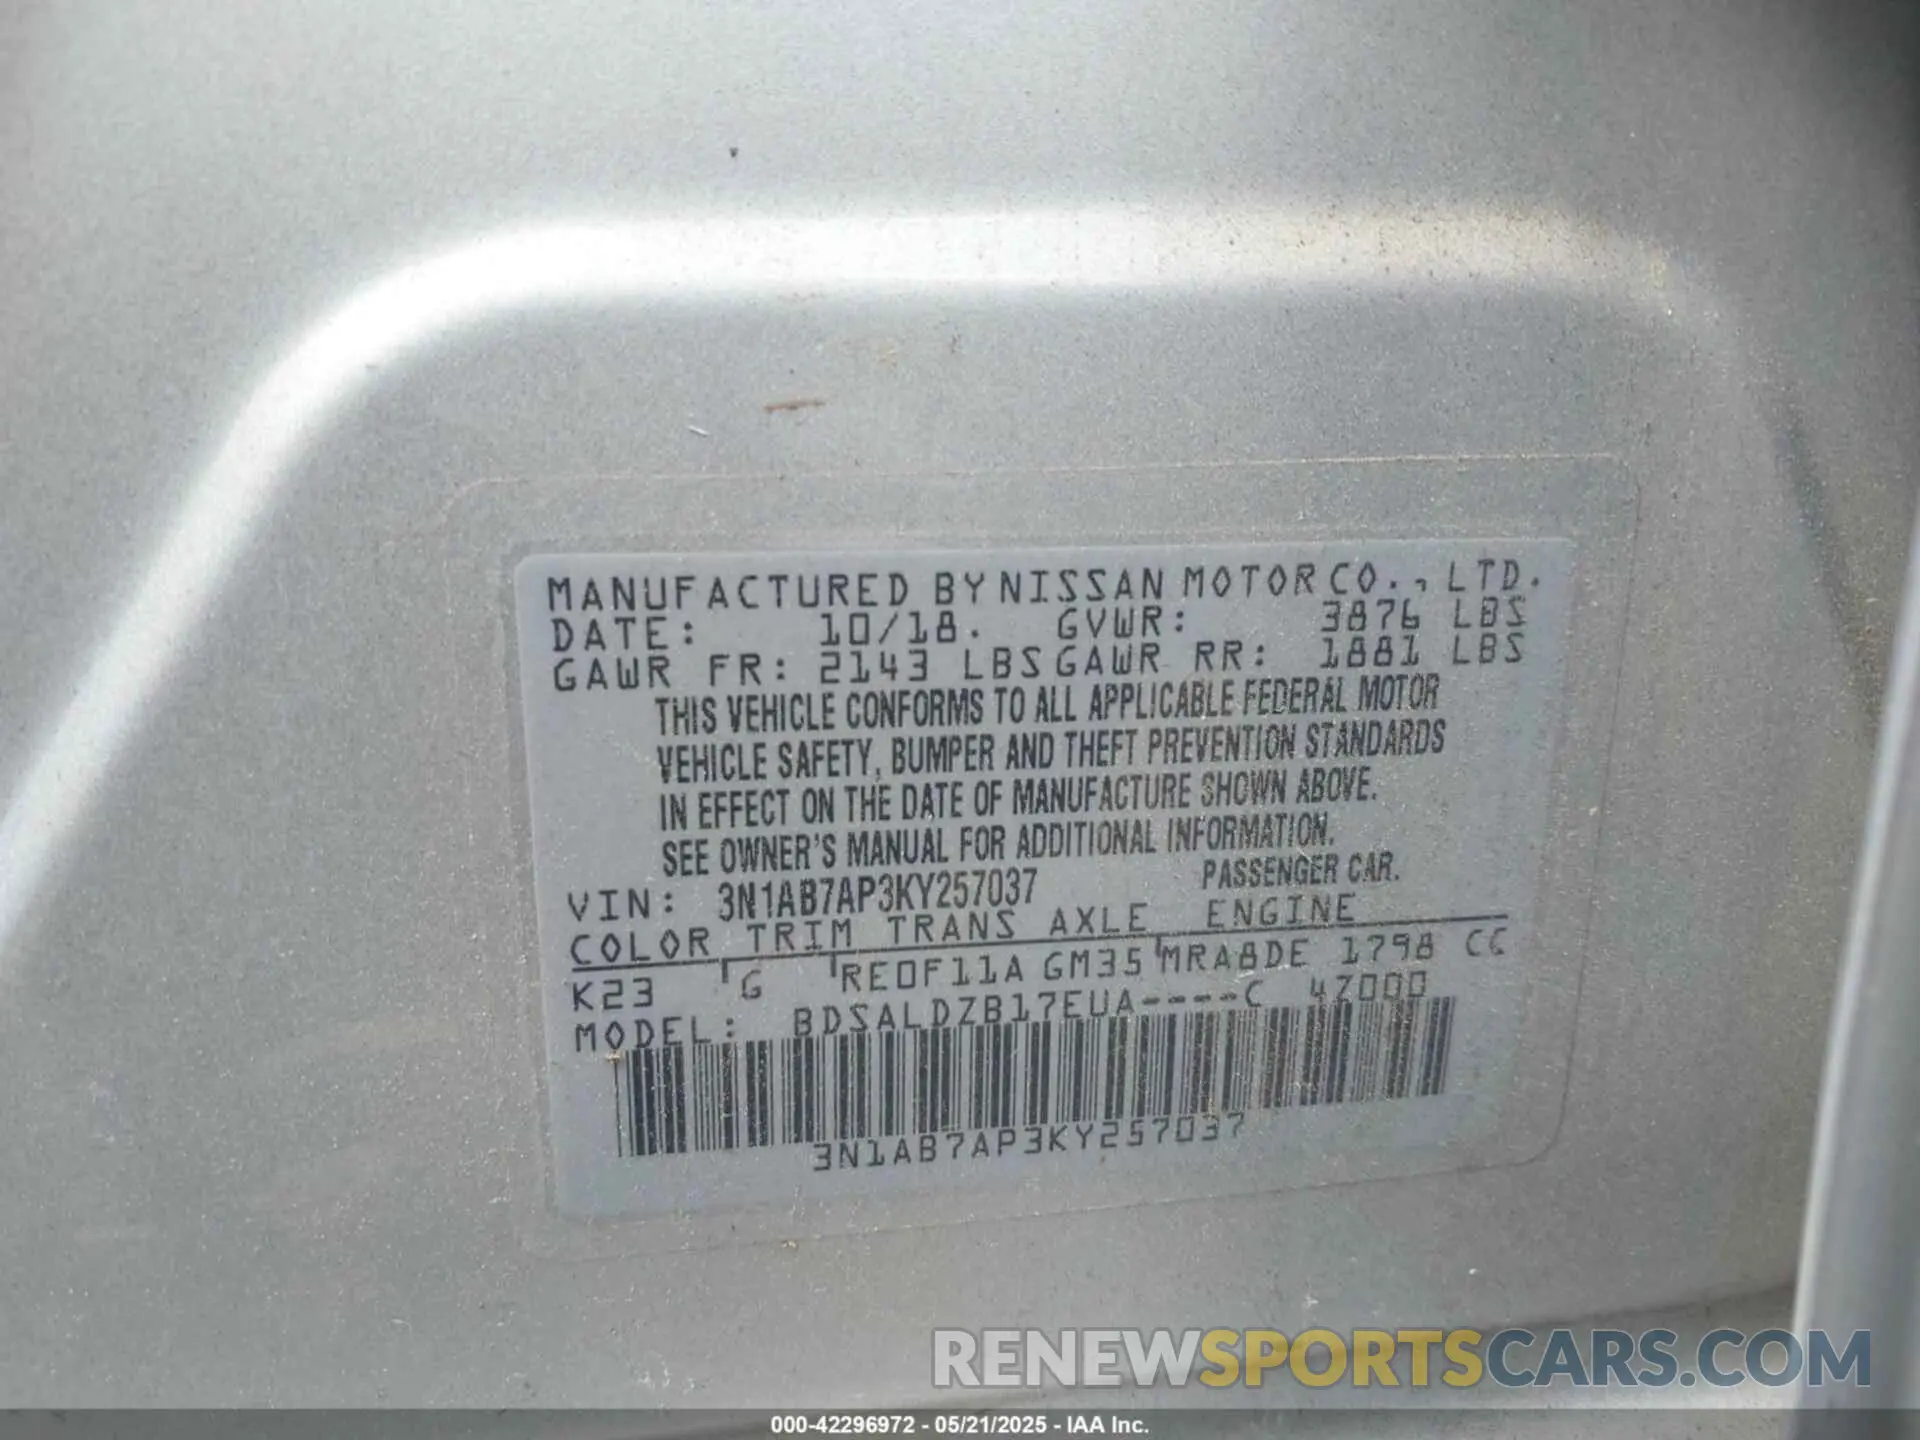 MANUFACTURED BY NISSAN MOTOR CO., LTD.
DATE: 10/18. GVWR: 3876 LBS
GAWR FR: 2143 LBS GAWR RR: 1881 LBS
THIS VEHICLE CONFORMS TO ALL APPLICABLE FEDERAL MOTOR
VEHICLE SAFETY, BUMPER AND THEFT PREVENTION STANDARDS
IN EFFECT ON THE DATE OF MANUFACTURE SHOWN ABOVE.
SEE OWNER'S MANUAL FOR ADDITIONAL INFORMATION.
VIN: 3N1AB7AP3KY257037 PASSENGER CAR.
COLOR TRIM TRANS AXLE ENGINE
K23 G RE0F11A GM35 MRA8DE 1798 CC
MODEL: BDSALDZB17EUA----C 4Z000
3N1AB7AP3KY257037
RENEWSPORTSCARS.COM
000-42296972 - 05/21/2025 - IAA Inc.